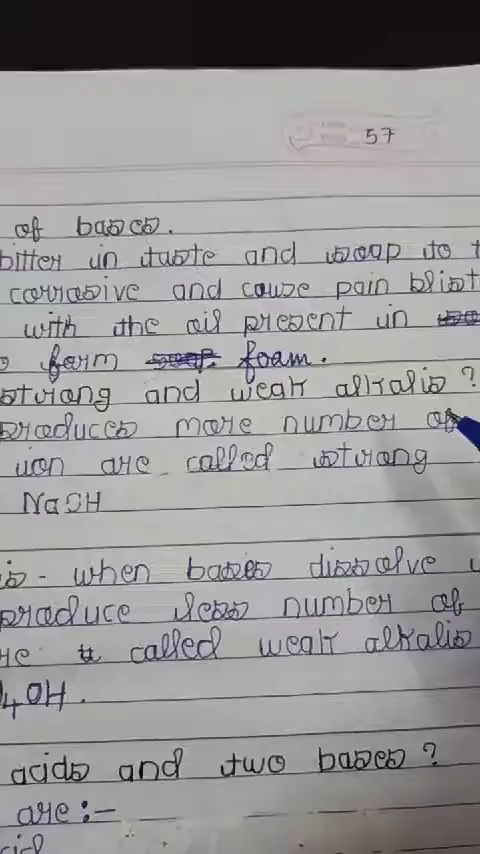 57
of bases.
bitter in taste and soap to t
corrosive and cause pain blist
with the oil present in
form foam.
strong and weak alkalis?
produces more number of
ion are called strong
NaOH
is - when bases dissolve
produce less number of
called weak alkalis
4OH.
acids and two bases?
are:-